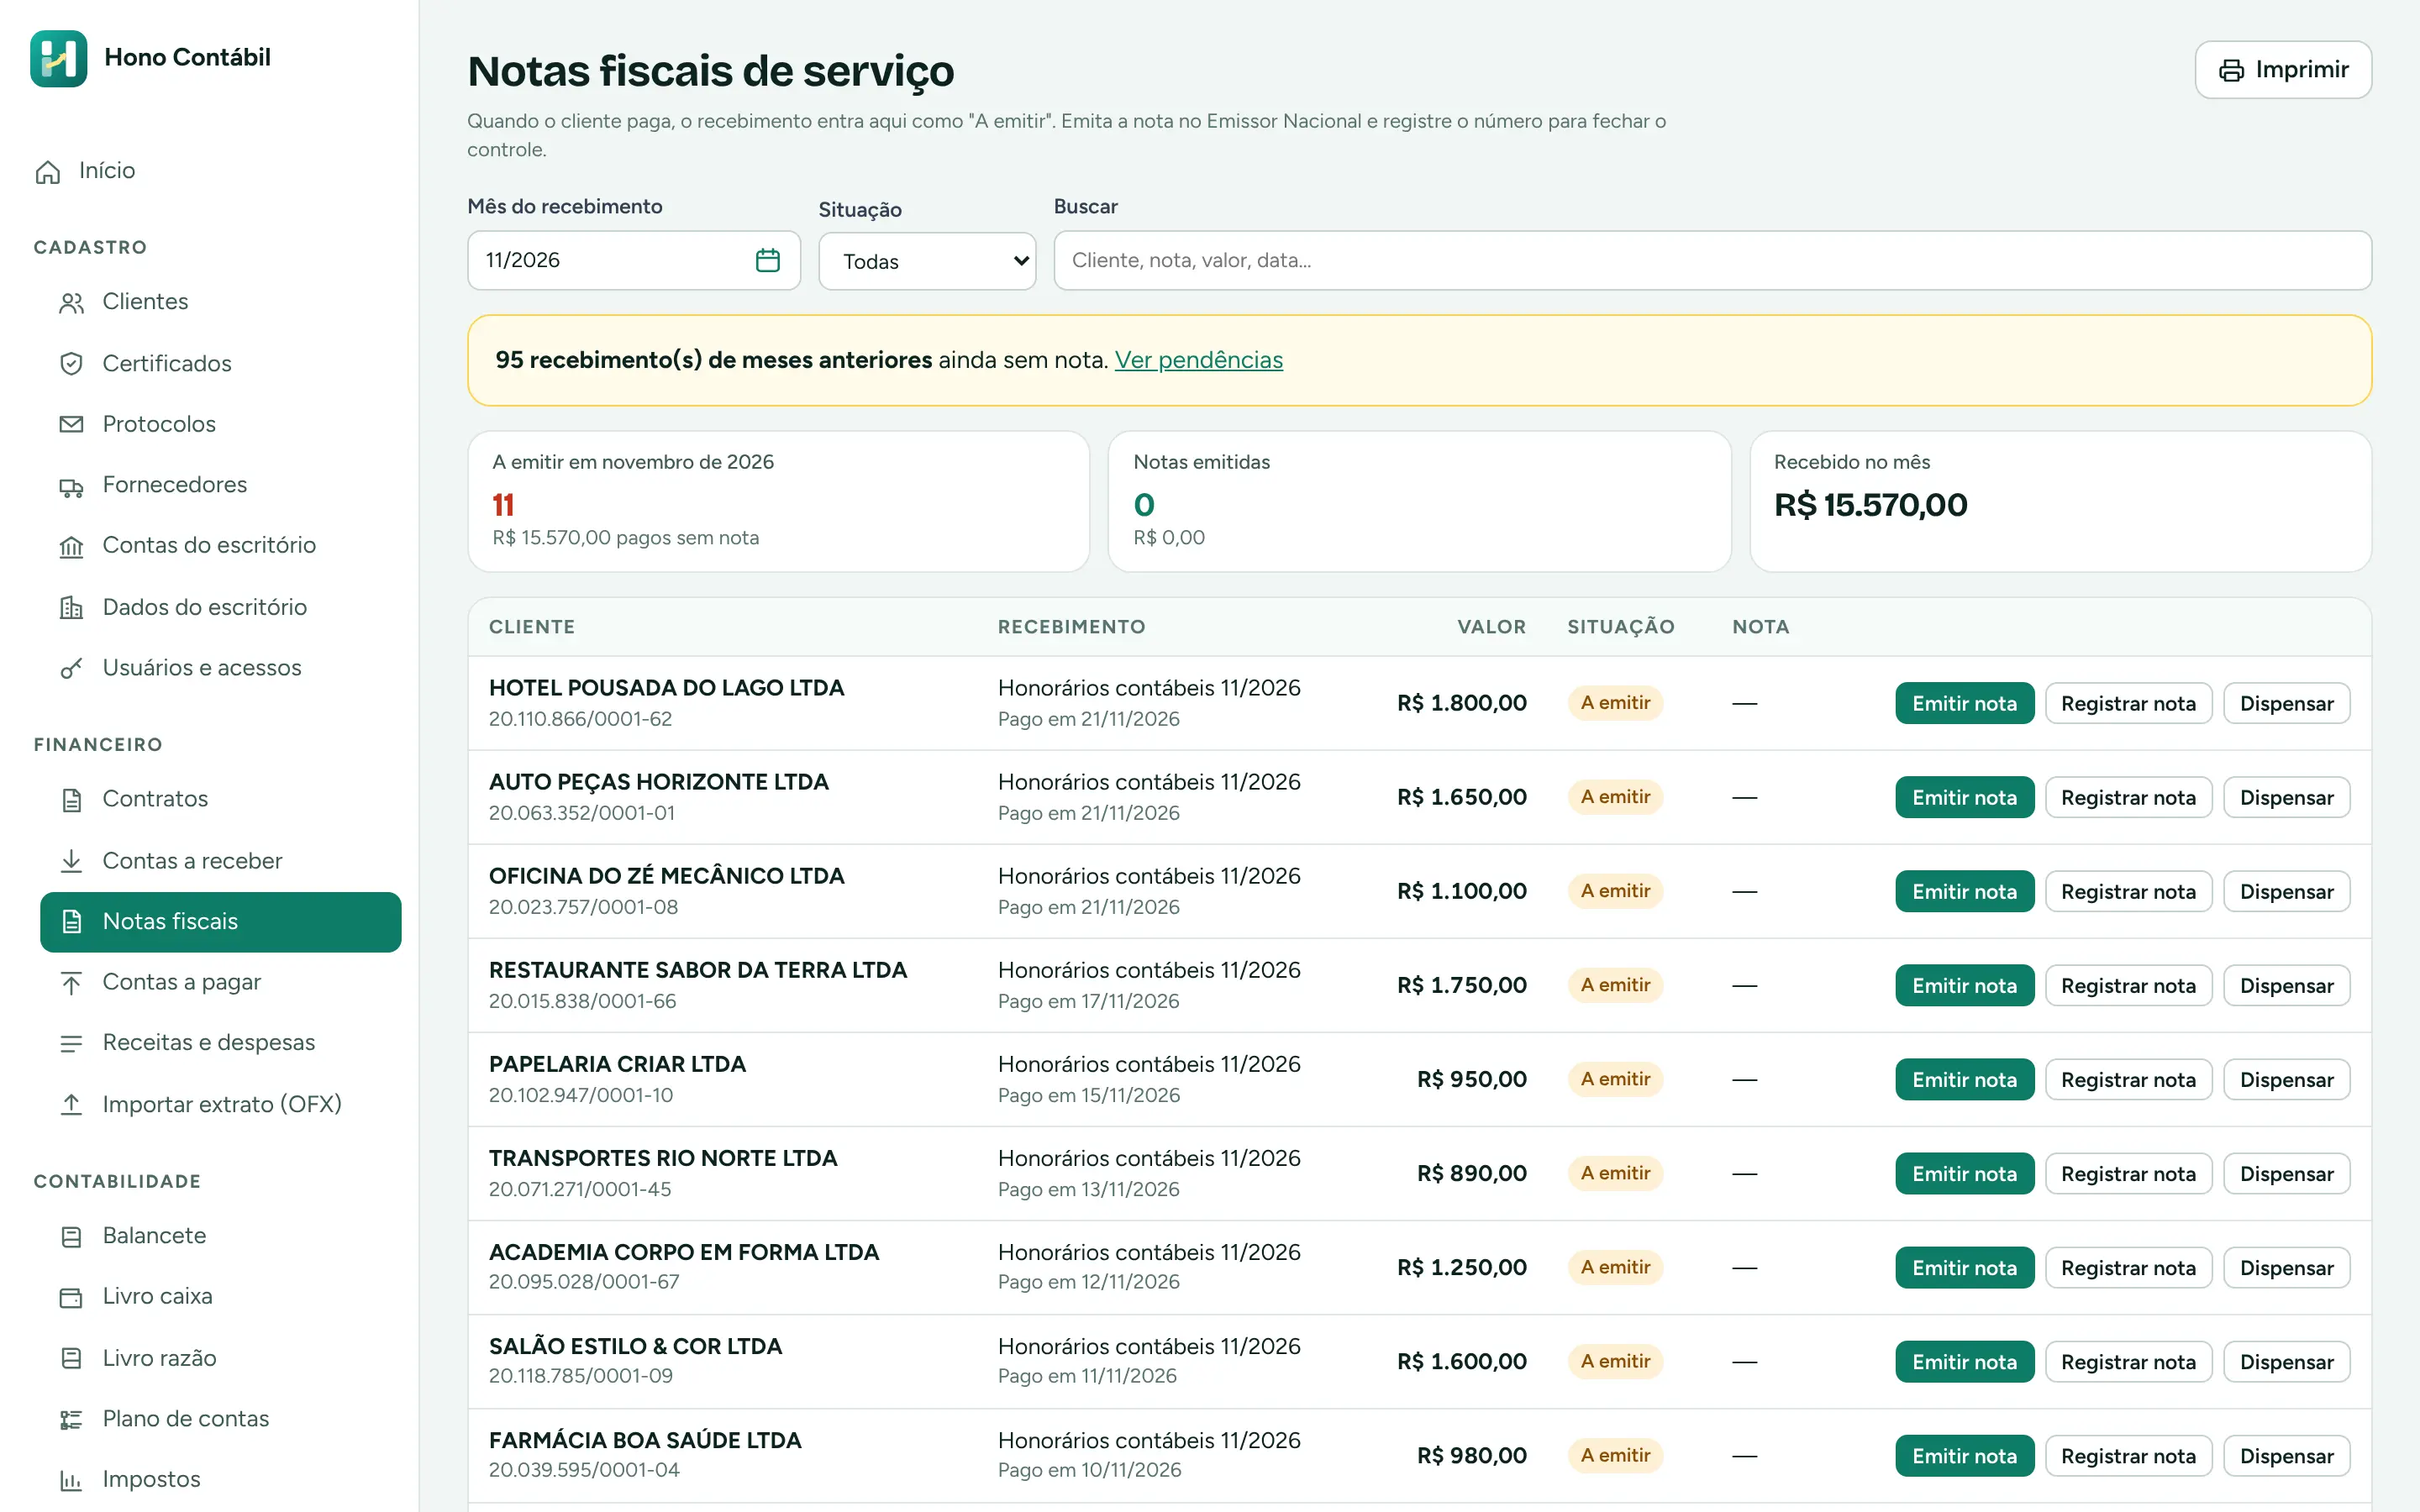 Hono Contábil
Início
CADASTRO
Clientes
Certificados
Protocolos
Fornecedores
Contas do escritório
Dados do escritório
Usuários e acessos
FINANCEIRO
Contratos
Contas a receber
Notas fiscais
Contas a pagar
Receitas e despesas
Importar extrato (OFX)
CONTABILIDADE
Balancete
Livro caixa
Livro razão
Plano de contas
Impostos
Notas fiscais de serviço
Imprimir
Quando o cliente paga, o recebimento entra aqui como "A emitir". Emita a nota no Emissor Nacional e registre o número para fechar o
controle.
Mês do recebimento Situação Buscar
11/2026 Todas Cliente, nota, valor, data...
95 recebimento(s) de meses anteriores ainda sem nota. Ver pendências
A emitir em novembro de 2026
11
R$ 15.570,00 pagos sem nota
Notas emitidas
0
R$ 0,00
Recebido no mês
R$ 15.570,00
CLIENTE RECEBIMENTO VALOR SITUAÇÃO NOTA
HOTEL POUSADA DO LAGO LTDA Honorários contábeis 11/2026 R$ 1.800,00 A emitir — Emitir nota Registrar nota Dispensar
20.110.866/0001-62 Pago em 21/11/2026
AUTO PEÇAS HORIZONTE LTDA Honorários contábeis 11/2026 R$ 1.650,00 A emitir — Emitir nota Registrar nota Dispensar
20.063.352/0001-01 Pago em 21/11/2026
OFICINA DO ZÉ MECÂNICO LTDA Honorários contábeis 11/2026 R$ 1.100,00 A emitir — Emitir nota Registrar nota Dispensar
20.023.757/0001-08 Pago em 21/11/2026
RESTAURANTE SABOR DA TERRA LTDA Honorários contábeis 11/2026 R$ 1.750,00 A emitir — Emitir nota Registrar nota Dispensar
20.015.838/0001-66 Pago em 17/11/2026
PAPELARIA CRIAR LTDA Honorários contábeis 11/2026 R$ 950,00 A emitir — Emitir nota Registrar nota Dispensar
20.102.947/0001-10 Pago em 15/11/2026
TRANSPORTES RIO NORTE LTDA Honorários contábeis 11/2026 R$ 890,00 A emitir — Emitir nota Registrar nota Dispensar
20.071.271/0001-45 Pago em 13/11/2026
ACADEMIA CORPO EM FORMA LTDA Honorários contábeis 11/2026 R$ 1.250,00 A emitir — Emitir nota Registrar nota Dispensar
20.095.028/0001-67 Pago em 12/11/2026
SALÃO ESTILO & COR LTDA Honorários contábeis 11/2026 R$ 1.600,00 A emitir — Emitir nota Registrar nota Dispensar
20.118.785/0001-09 Pago em 11/11/2026
FARMÁCIA BOA SAÚDE LTDA Honorários contábeis 11/2026 R$ 980,00 A emitir — Emitir nota Registrar nota Dispensar
20.039.595/0001-04 Pago em 10/11/2026